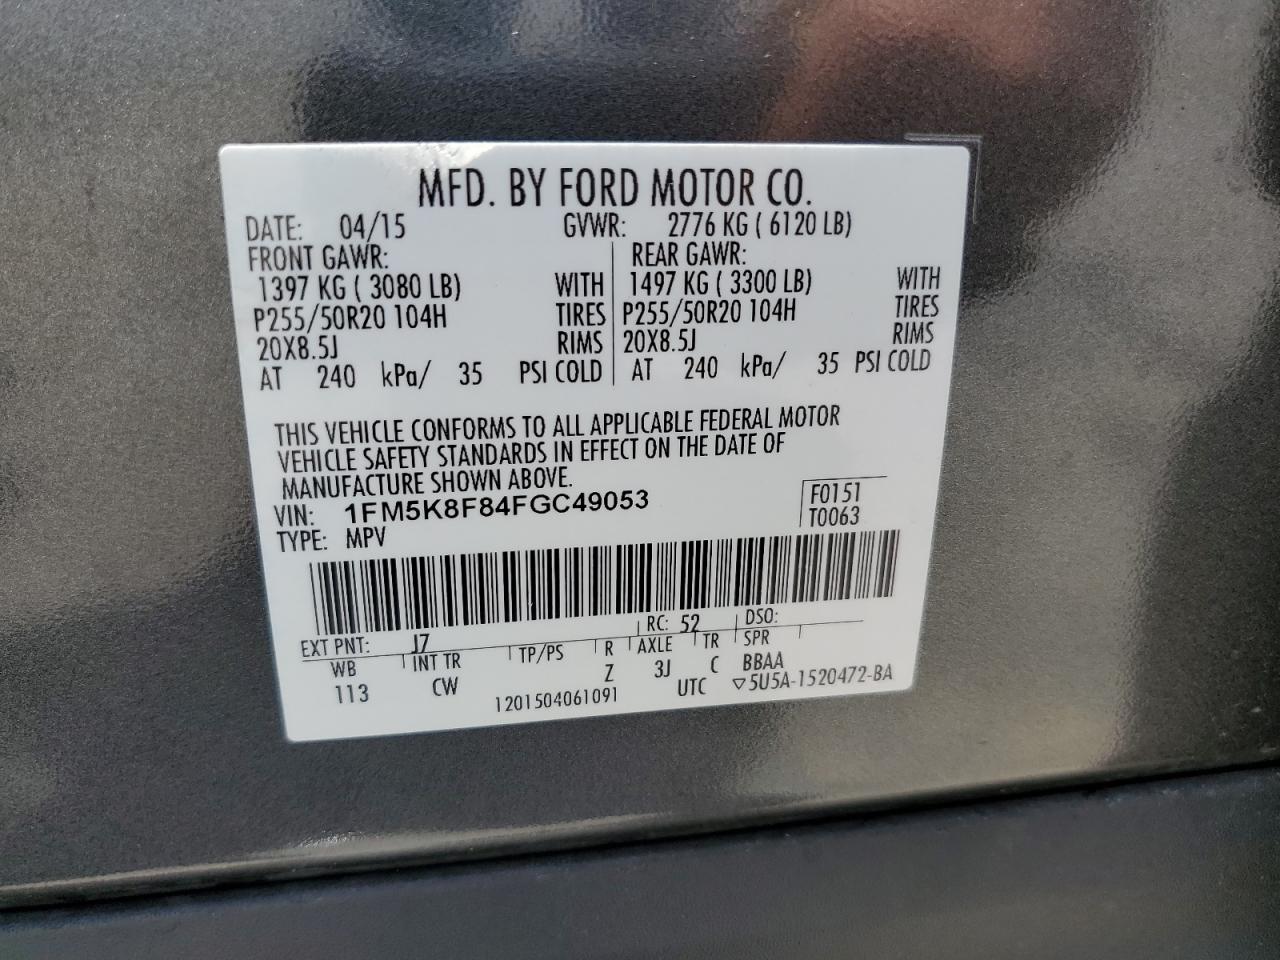 MFD. BY FORD MOTOR CO.
DATE: 04/15 GVWR: 2776 KG ( 6120 LB)
FRONT GAWR: REAR GAWR:
1397 KG ( 3080 LB) WITH 1497 KG ( 3300 LB) WITH
P255/50R20 104H TIRES P255/50R20 104H TIRES
20X8.5J RIMS 20X8.5J RIMS
AT 240 kPa/ 35 PSI COLD AT 240 kPa/ 35 PSI COLD
THIS VEHICLE CONFORMS TO ALL APPLICABLE FEDERAL MOTOR
VEHICLE SAFETY STANDARDS IN EFFECT ON THE DATE OF
MANUFACTURE SHOWN ABOVE.
VIN: 1FM5K8F84FGC49053 F0151
TYPE: MPV T0063
EXT PNT: J7 RC: 52 DSO:
WB INT TR TP/PS R AXLE TR SPR
113 CW Z 3J C BBAA
1201504061091 UTC ▽5U5A-1520472-BA